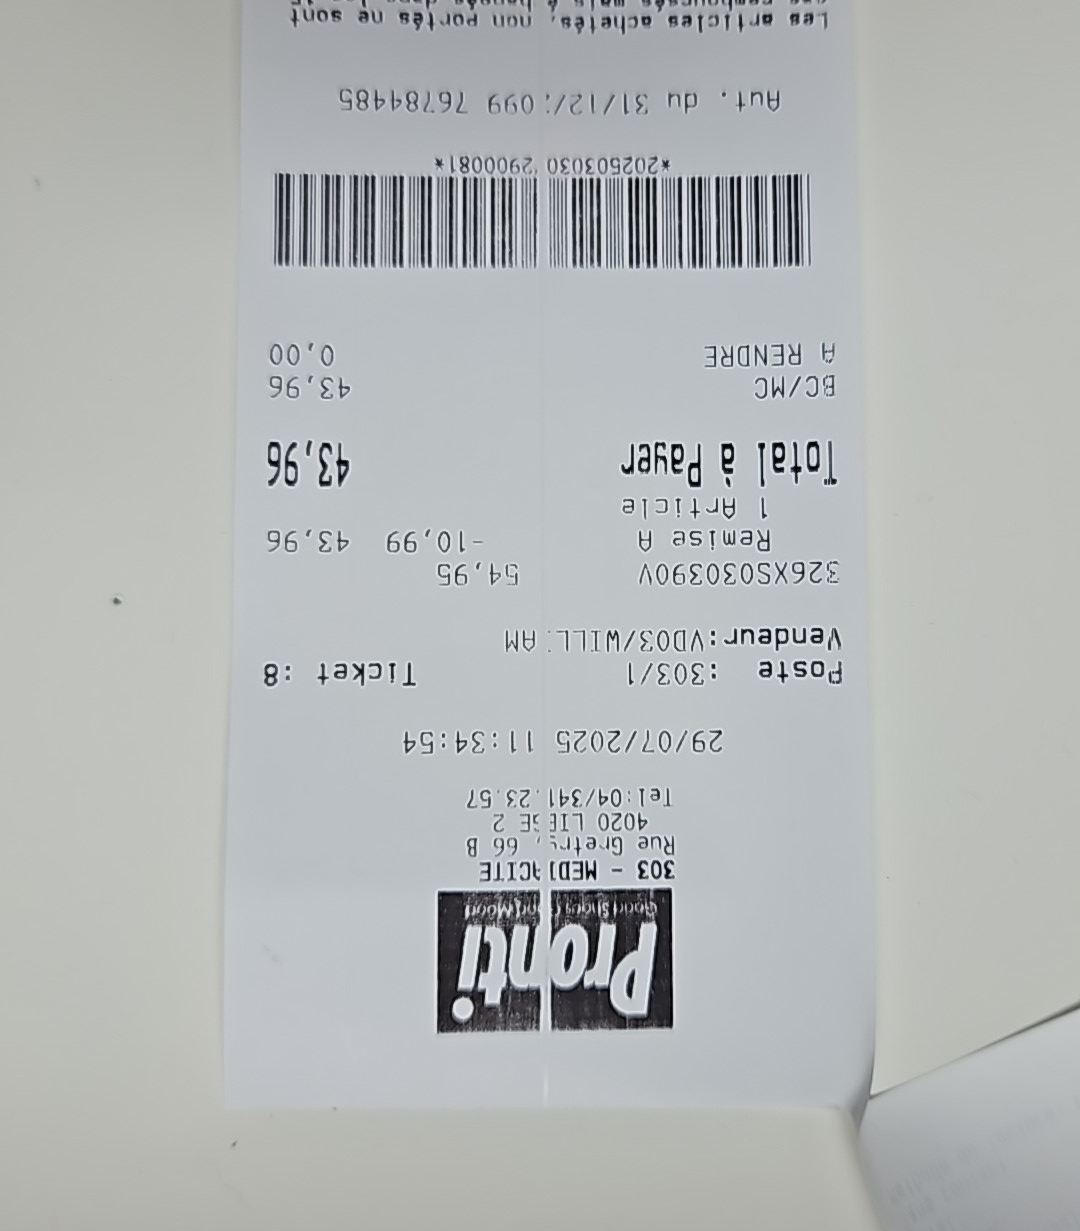 Pronti
Good Shoes Good Mood
303 - MEDIACITE
Rue Gretry, 66 B
4020 LIEGE 2
Tel:04/341.23.57
29/07/2025 11:34:54
Poste :303/1 Ticket :8
Vendeur:VD03/WILLIAM
326XS030390V 54,95
Remise A -10,99 43,96
1 Article
Total à Payer 43,96
BC/MC 43,96
A RENDRE 0,00
Aut. du 31/12/ 099 76784485
Les articles achetés, non portés ne sont